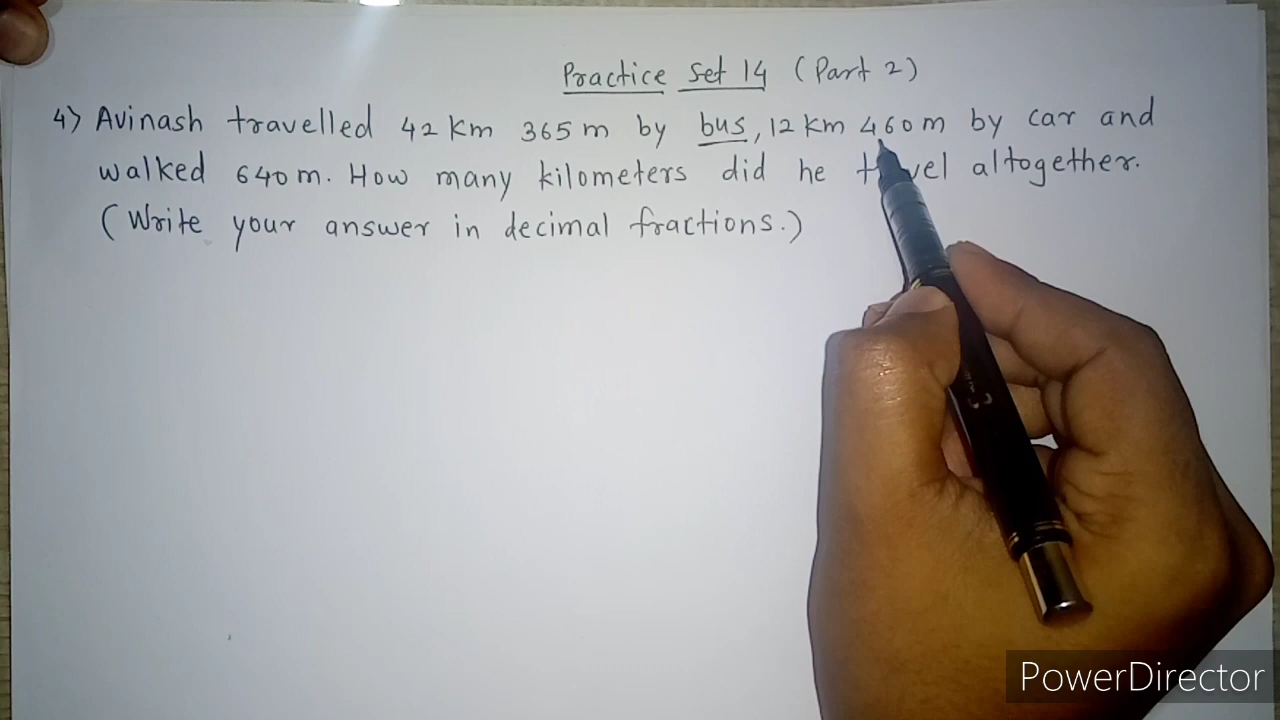 Practice Set 14 (Part 2)
4) Avinash travelled 42 Km 365 m by bus, 12 Km 460 m by car and
walked 640 m. How many kilometers did he travel altogether.
(Write your answer in decimal fractions.)
PowerDirector